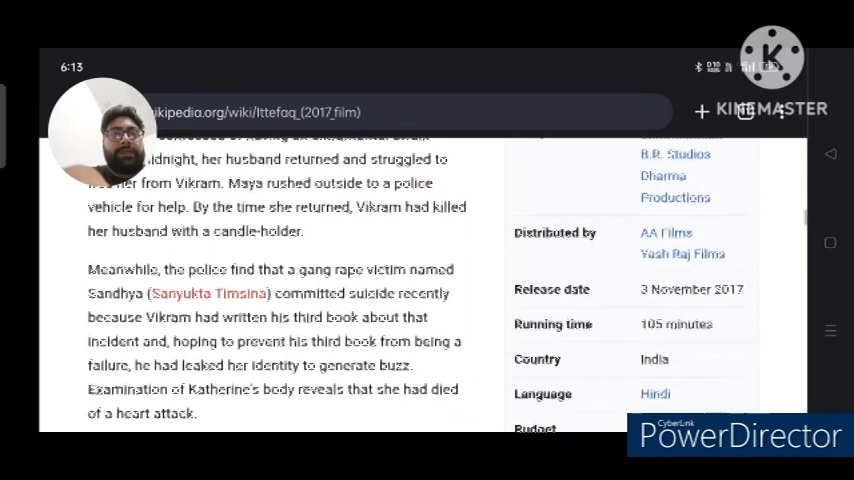 6:13
KINEMASTER
ikipedia.org/wiki/Ittefaq_(2017_film)
idnight, her husband returned and struggled to
her from Vikram. Maya rushed outside to a police
vehicle for help. By the time she returned, Vikram had killed
her husband with a candle-holder.
Meanwhile, the police find that a gang rape victim named
Sandhya (Sanyukta Timsina) committed suicide recently
because Vikram had written his third book about that
incident and, hoping to prevent his third book from being a
failure, he had leaked her identity to generate buzz.
Examination of Katherine's body reveals that she had died
of a heart attack.
B.R. Studios
Dharma
Productions
Distributed by AA Films
Yash Raj Films
Release date 3 November 2017
Running time 105 minutes
Country India
Language Hindi
Budget
CyberLink
PowerDirector